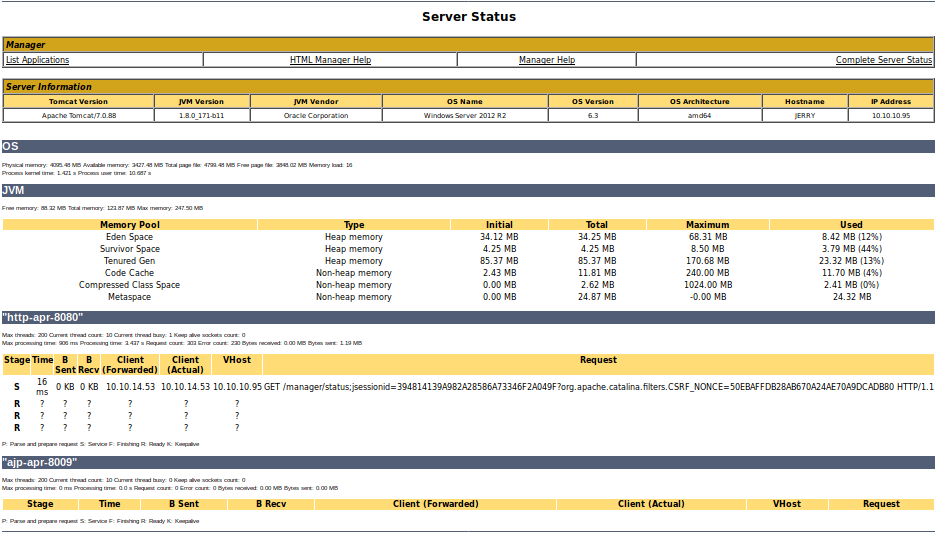 Server Status
Manager
List Applications HTML Manager Help Manager Help Complete Server Status
Server Information
Tomcat Version JVM Version JVM Vendor OS Name OS Version OS Architecture Hostname IP Address
Apache Tomcat/7.0.88 1.8.0_171-b11 Oracle Corporation Windows Server 2012 R2 6.3 amd64 JERRY 10.10.10.95
OS
Physical memory: 4095.48 MB Available memory: 3427.48 MB Total page file: 4799.48 MB Free page file: 3848.02 MB Memory load: 16
Process kernel time: 1.421 s Process user time: 10.687 s
JVM
Free memory: 88.32 MB Total memory: 123.87 MB Max memory: 247.50 MB
Memory Pool Type Initial Total Maximum Used
Eden Space Heap memory 34.12 MB 34.25 MB 68.31 MB 8.42 MB (12%)
Survivor Space Heap memory 4.25 MB 4.25 MB 8.50 MB 3.79 MB (44%)
Tenured Gen Heap memory 85.37 MB 85.37 MB 170.68 MB 23.32 MB (13%)
Code Cache Non-heap memory 2.43 MB 11.81 MB 240.00 MB 11.70 MB (4%)
Compressed Class Space Non-heap memory 0.00 MB 2.62 MB 1024.00 MB 2.41 MB (0%)
Metaspace Non-heap memory 0.00 MB 24.87 MB -0.00 MB 24.32 MB
"http-apr-8080"
Max threads: 200 Current thread count: 10 Current thread busy: 1 Keep alive sockets count: 0
Max processing time: 906 ms Processing time: 3.437 s Request count: 303 Error count: 230 Bytes received: 0.00 MB Bytes sent: 1.19 MB
Stage Time B Sent B Recv Client (Forwarded) Client (Actual) VHost Request
S 16 ms 0 KB 0 KB 10.10.14.53 10.10.14.53 10.10.10.95 GET /manager/status;jsessionid=394814139A982A28586A73346F2A049F?org.apache.catalina.filters.CSRF_NONCE=50EBAFFDB28AB670A24AE70A9DCADB80 HTTP/1.1
R ? ? ? ? ? ?
R ? ? ? ? ? ?
R ? ? ? ? ? ?
P: Parse and prepare request S: Service F: Finishing R: Ready K: Keepalive
"ajp-apr-8009"
Max threads: 200 Current thread count: 10 Current thread busy: 0 Keep alive sockets count: 0
Max processing time: 0 ms Processing time: 0.0 s Request count: 0 Error count: 0 Bytes received: 0.00 MB Bytes sent: 0.00 MB
Stage Time B Sent B Recv Client (Forwarded) Client (Actual) VHost Request
P: Parse and prepare request S: Service F: Finishing R: Ready K: Keepalive